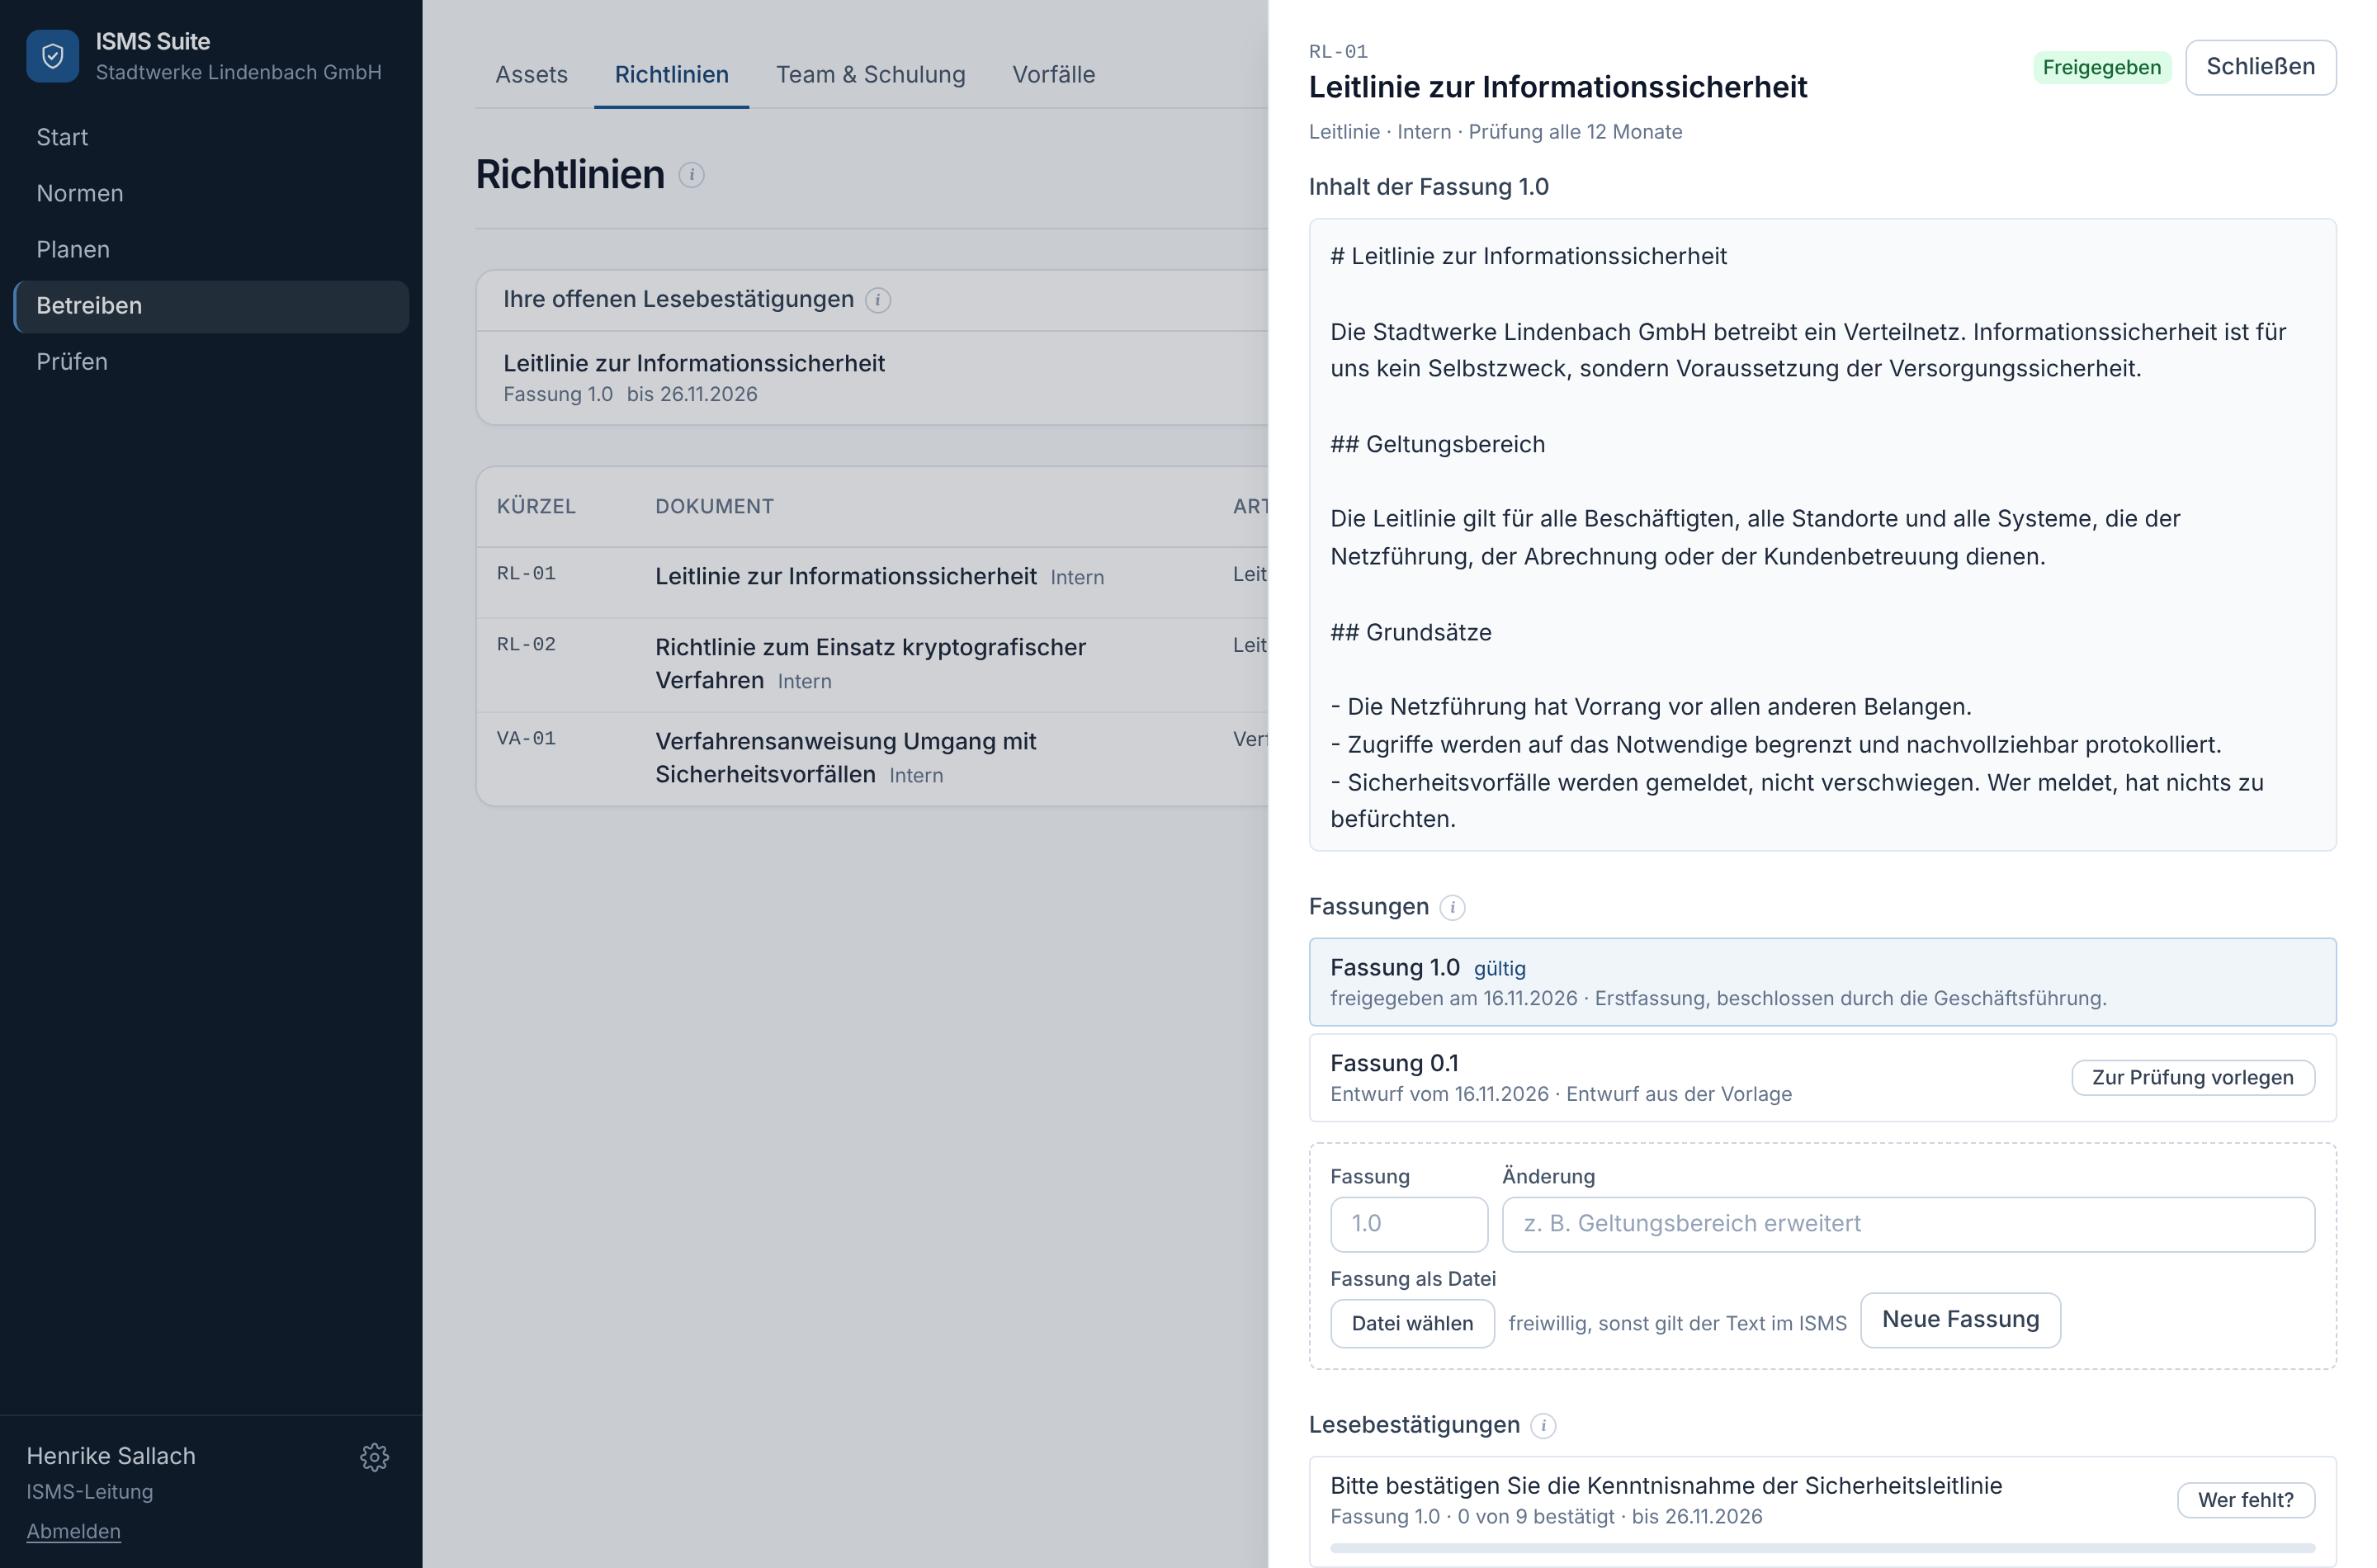 ISMS Suite
Stadtwerke Lindenbach GmbH
Start
Normen
Planen
Betreiben
Prüfen
Henrike Sallach
ISMS-Leitung
Abmelden
Assets
Richtlinien
Team & Schulung
Vorfälle
Richtlinien
i
Ihre offenen Lesebestätigungen
i
Leitlinie zur Informationssicherheit
Fassung 1.0 bis 26.11.2026
KÜRZEL DOKUMENT ART
RL-01 Leitlinie zur Informationssicherheit Intern Leit
RL-02 Richtlinie zum Einsatz kryptografischer Leit
Verfahren Intern
VA-01 Verfahrensanweisung Umgang mit Verf
Sicherheitsvorfällen Intern
RL-01
Leitlinie zur Informationssicherheit
Freigegeben
Schließen
Leitlinie · Intern · Prüfung alle 12 Monate
Inhalt der Fassung 1.0
# Leitlinie zur Informationssicherheit
Die Stadtwerke Lindenbach GmbH betreibt ein Verteilnetz. Informationssicherheit ist für
uns kein Selbstzweck, sondern Voraussetzung der Versorgungssicherheit.
## Geltungsbereich
Die Leitlinie gilt für alle Beschäftigten, alle Standorte und alle Systeme, die der
Netzführung, der Abrechnung oder der Kundenbetreuung dienen.
## Grundsätze
- Die Netzführung hat Vorrang vor allen anderen Belangen.
- Zugriffe werden auf das Notwendige begrenzt und nachvollziehbar protokolliert.
- Sicherheitsvorfälle werden gemeldet, nicht verschwiegen. Wer meldet, hat nichts zu
befürchten.
Fassungen
i
Fassung 1.0 gültig
freigegeben am 16.11.2026 · Erstfassung, beschlossen durch die Geschäftsführung.
Fassung 0.1
Entwurf vom 16.11.2026 · Entwurf aus der Vorlage
Zur Prüfung vorlegen
Fassung Änderung
1.0 z. B. Geltungsbereich erweitert
Fassung als Datei
Datei wählen freiwillig, sonst gilt der Text im ISMS Neue Fassung
Lesebestätigungen
i
Bitte bestätigen Sie die Kenntnisnahme der Sicherheitsleitlinie
Fassung 1.0 · 0 von 9 bestätigt · bis 26.11.2026
Wer fehlt?